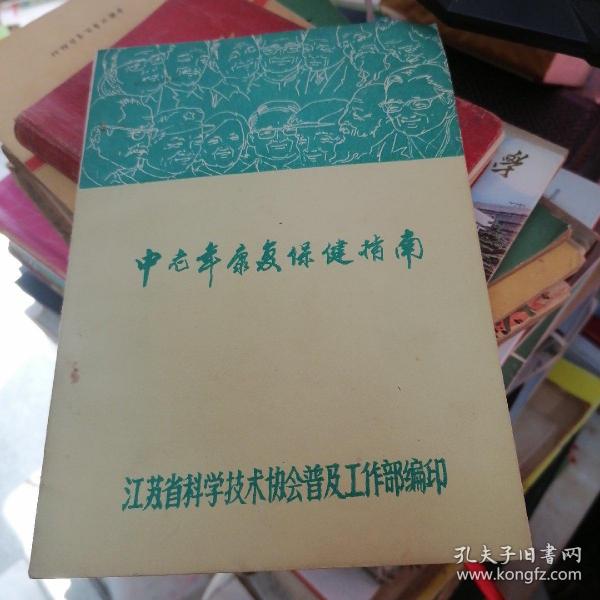 中老年康复保健指南
江苏省科学技术协会普及工作部编印
学
孔夫子旧书网
www.kongfz.com